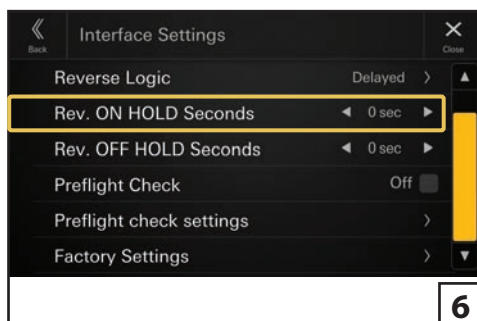 Back
Interface Settings
Close
Reverse Logic Delayed
Rev. ON HOLD Seconds 0 sec
Rev. OFF HOLD Seconds 0 sec
Preflight Check Off
Preflight check settings
Factory Settings
6